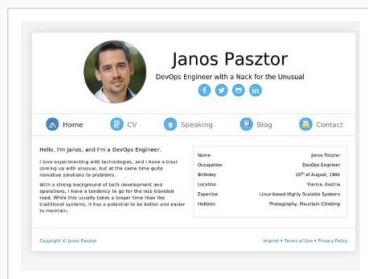 Janos Pasztor
DevOps Engineer with a Nack for the Unusual
Home
CV
Speaking
Blog
Contact
Hello, I'm Janos, and I'm a DevOps Engineer.
I love experimenting with technologies, and I have a knack
coming up with unusual, but at the same time quite
inovative solutions to problems.
With a strong background of both development and
operations, I have a tendency to go for the less traveled
road. While this usually takes a longer time than the
traditional systems, it has a potential to be better and easier
to maintain.
Name Janos Pasztor
Occupation DevOps Engineer
Birthday 16th of August, 1984
Location Vienna, Austria
Expertise Linux-based Highly Scalable Systems
Hobbies Photography, Mountain Climbing
Copyright © Janos Pasztor
Imprint • Terms of Use • Privacy Policy